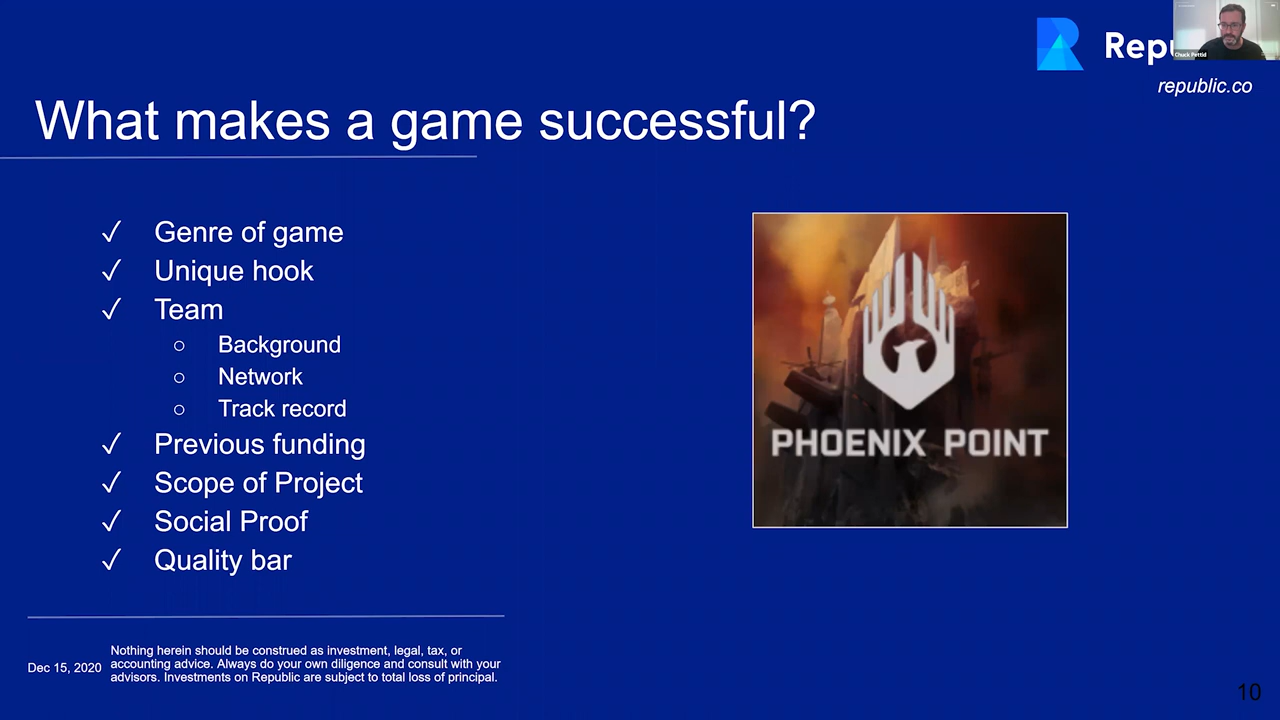 Rep
Chuck Pettid
republic.co
What makes a game successful?
✓ Genre of game
✓ Unique hook
✓ Team
○ Background
○ Network
○ Track record
✓ Previous funding
✓ Scope of Project
✓ Social Proof
✓ Quality bar
PHOENIX POINT
Dec 15, 2020
Nothing herein should be construed as investment, legal, tax, or
accounting advice. Always do your own diligence and consult with your
advisors. Investments on Republic are subject to total loss of principal.
10